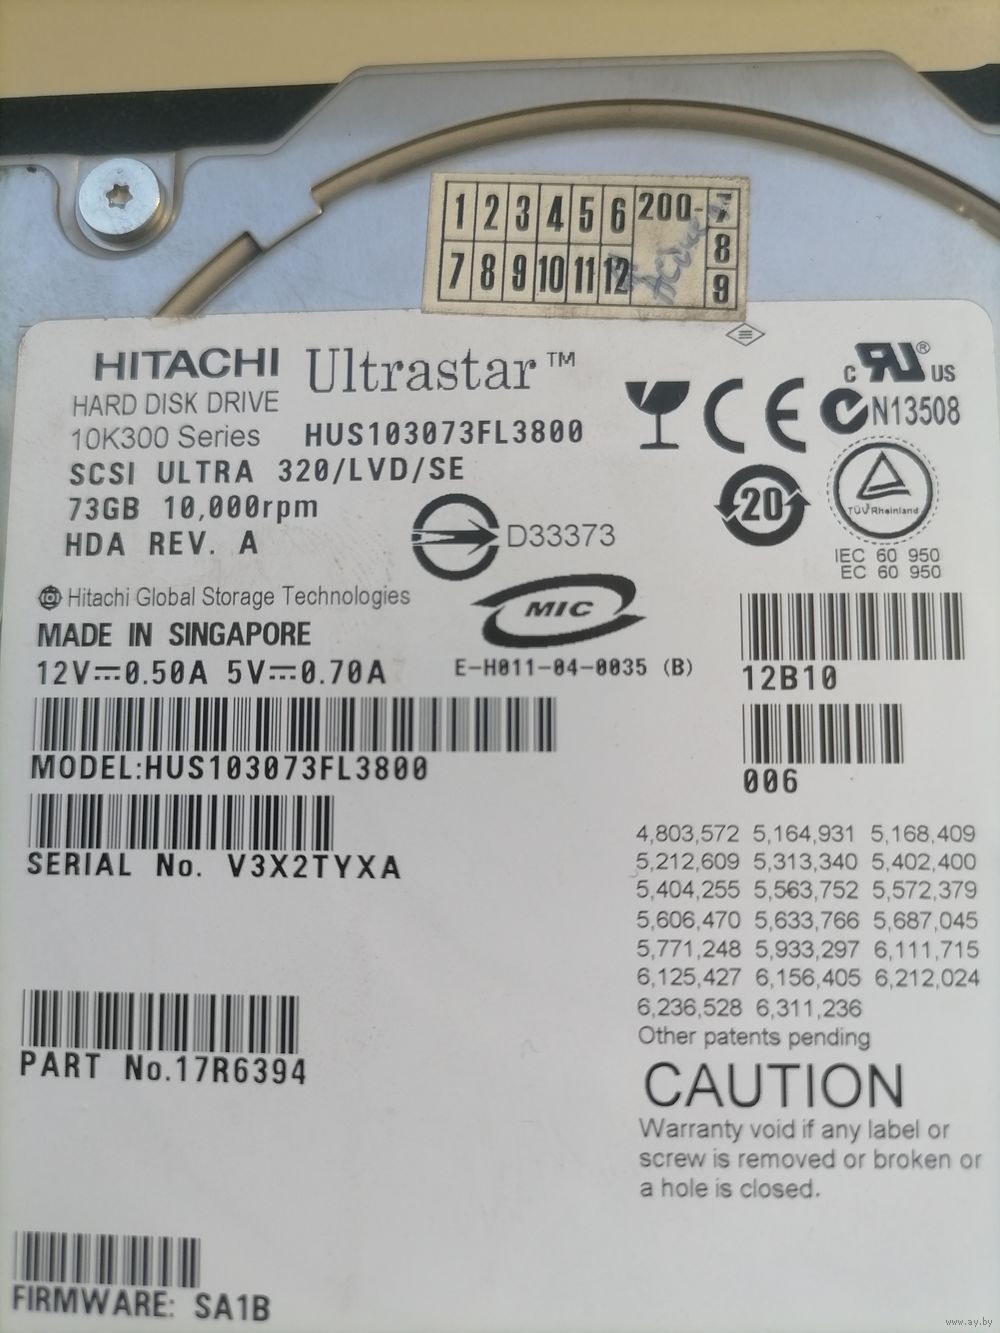 1 2 3 4 5 6 200- 7
8
7 8 9 10 11 12 9
HITACHI Ultrastar™
HARD DISK DRIVE
10K300 Series HUS103073FL3800
SCSI ULTRA 320/LVD/SE
73GB 10,000rpm
HDA REV. A
D33373
c RU® US
N13508
20
TÜVRheinland
IEC 60 950
EC 60 950
Hitachi Global Storage Technologies
MADE IN SINGAPORE
12V⎓0.50A 5V⎓0.70A
MIC
E-H011-04-0035 (B)
12B10
006
MODEL:HUS103073FL3800
SERIAL No. V3X2TYXA
PART No.17R6394
FIRMWARE: SA1B
4,803,572 5,164,931 5,168,409
5,212,609 5,313,340 5,402,400
5,404,255 5,563,752 5,572,379
5,606,470 5,633,766 5,687,045
5,771,248 5,933,297 6,111,715
6,125,427 6,156,405 6,212,024
6,236,528 6,311,236
Other patents pending
CAUTION
Warranty void if any label or
screw is removed or broken or
a hole is closed.
www.ay.by